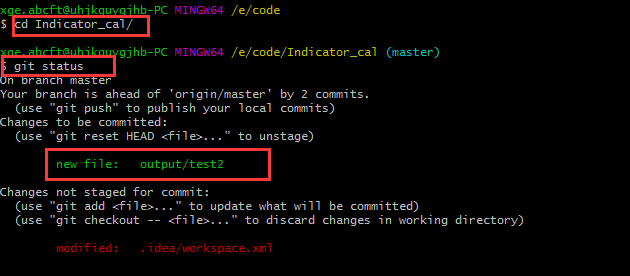 xge.abcft@uhjkquygjhb-PC MINGW64 /e/code
$ cd Indicator_cal/
xge.abcft@uhjkquygjhb-PC MINGW64 /e/code/Indicator_cal (master)
$ git status
On branch master
Your branch is ahead of 'origin/master' by 2 commits.
(use "git push" to publish your local commits)
Changes to be committed:
(use "git reset HEAD <file>..." to unstage)
new file: output/test2
Changes not staged for commit:
(use "git add <file>..." to update what will be committed)
(use "git checkout -- <file>..." to discard changes in working directory)
modified: .idea/workspace.xml